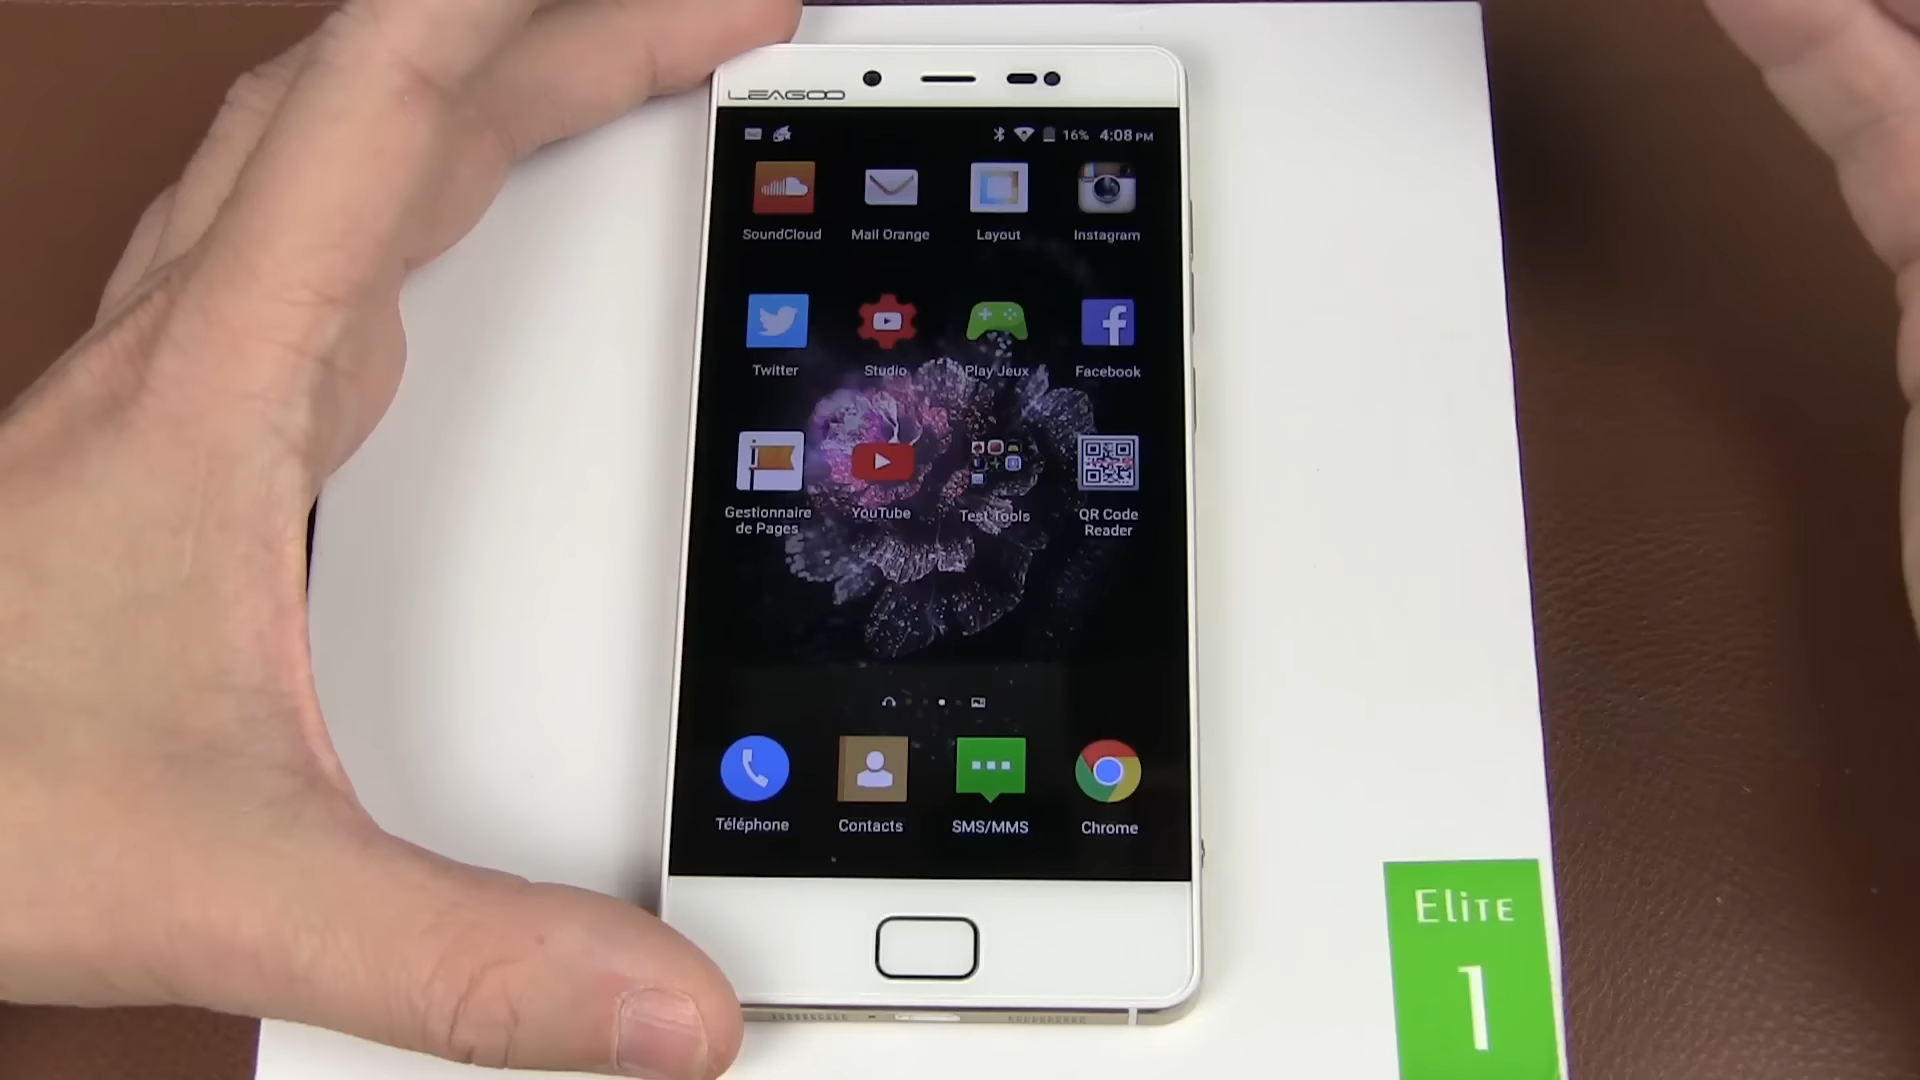 LEAGOO
16% 4:08 PM
SoundCloud Mail Orange Layout Instagram
Twitter Studio Play Jeux Facebook
Gestionnaire de Pages YouTube Test Tools QR Code Reader
Téléphone Contacts SMS/MMS Chrome
Elite
1